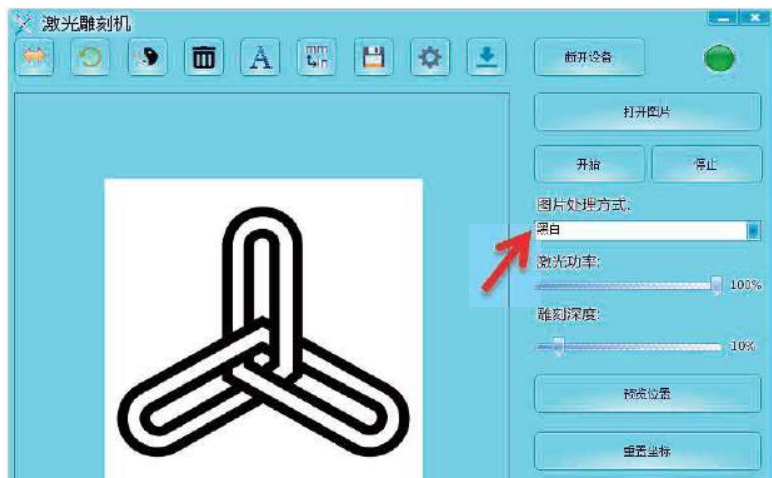 激光雕刻机
A
mm
in
断开设备
打开图片
开始
停止
图片处理方式:
黑白
激光功率:
100%
雕刻深度:
10%
预览位置
重置坐标